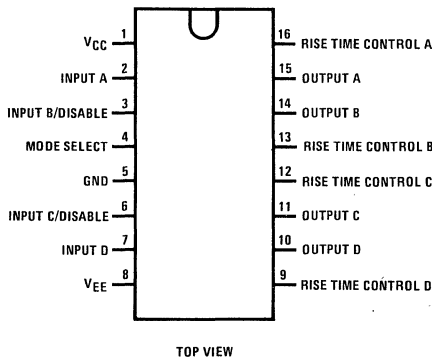 VCC 1 16 RISE TIME CONTROL A
INPUT A 2 15 OUTPUT A
INPUT B/DISABLE 3 14 OUTPUT B
MODE SELECT 4 13 RISE TIME CONTROL B
GND 5 12 RISE TIME CONTROL C
INPUT C/DISABLE 6 11 OUTPUT C
INPUT D 7 10 OUTPUT D
VEE 8 9 RISE TIME CONTROL D
TOP VIEW